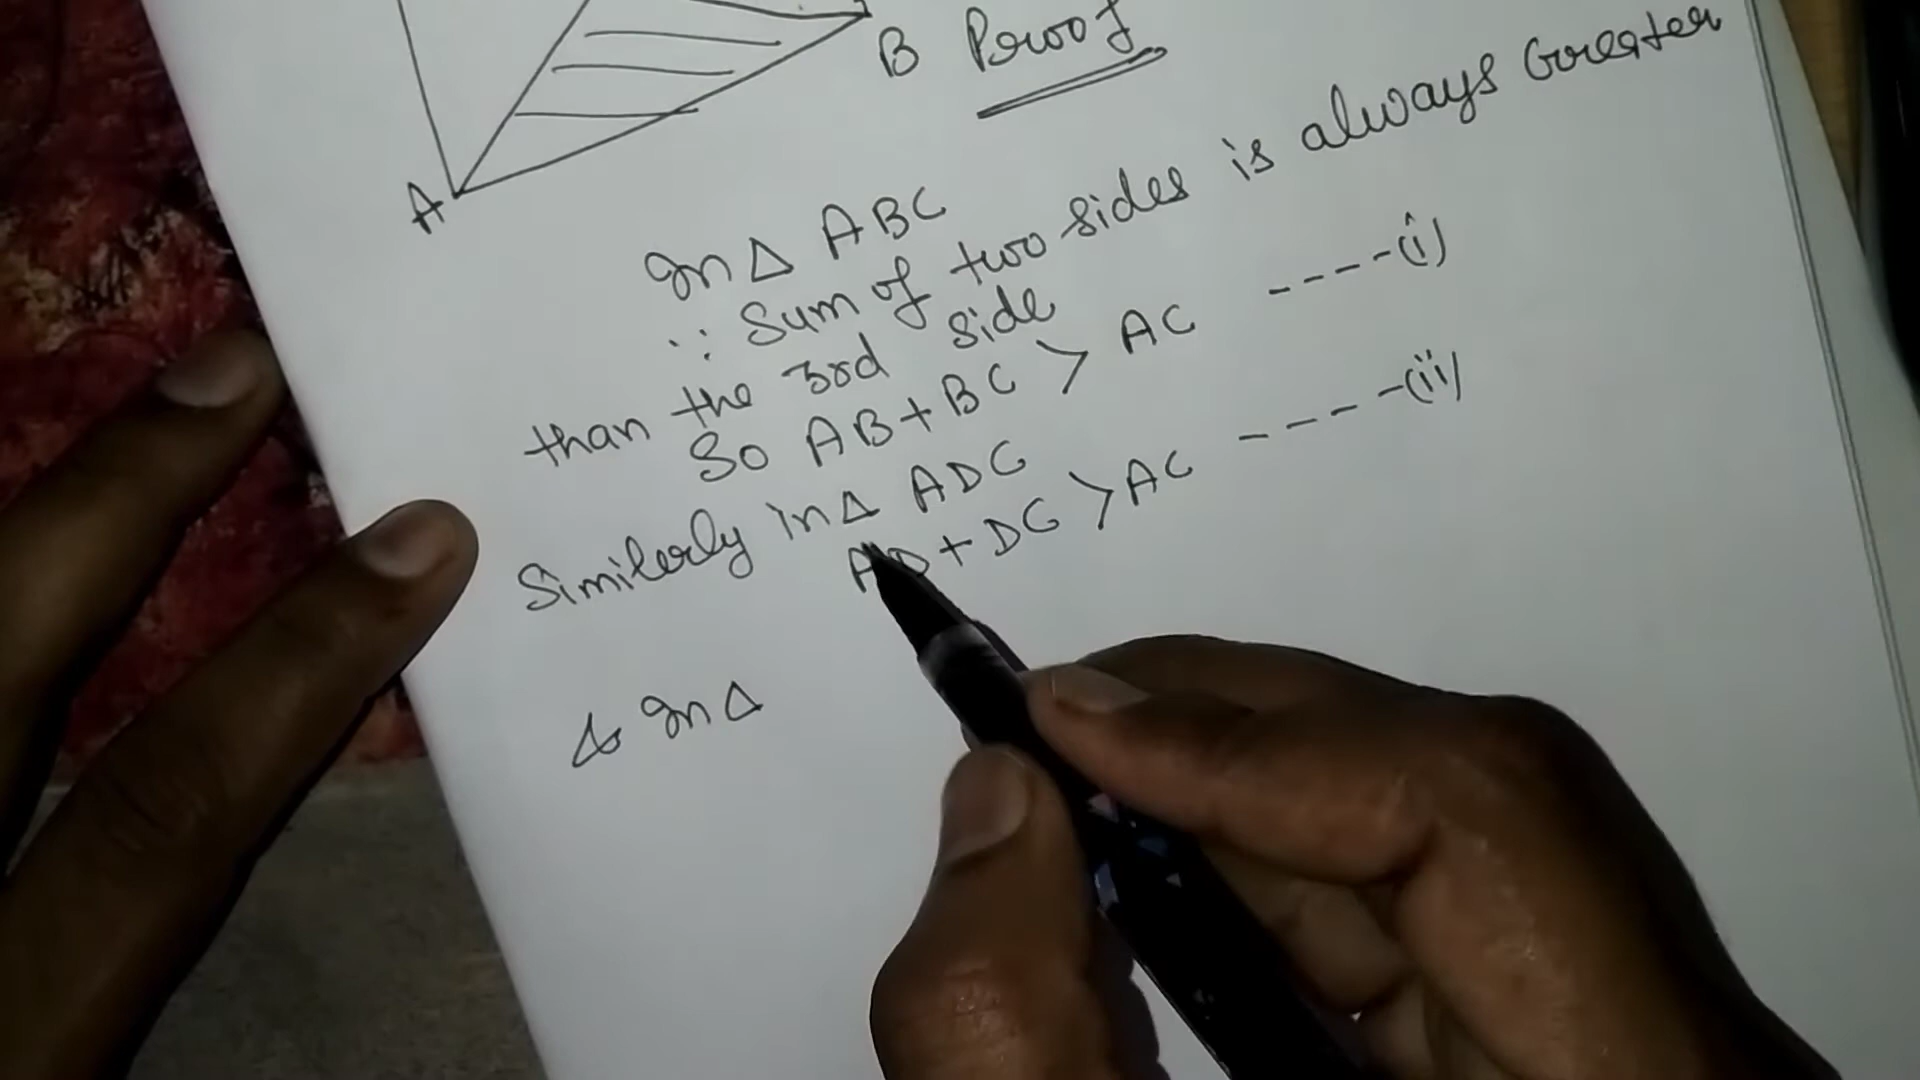 B Proof
A
In Δ ABC
∵ Sum of two sides is always Greater
than the 3rd side
So AB+BC > AC ----(i)
Similerly in Δ ADC
AD+DC > AC ----(ii)
& In Δ